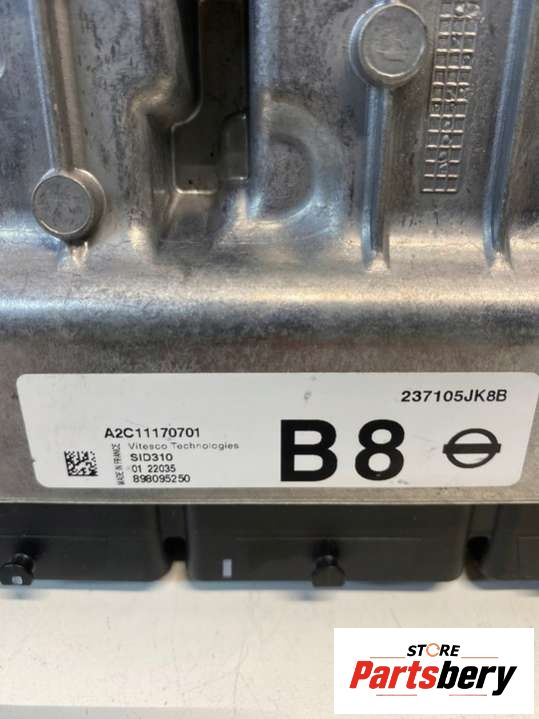 237105JK8B
A2C11170701
Vitesco Technologies
SID310
01 22035
898095250
MADE IN FRANCE
B8
STORE
Partsbery